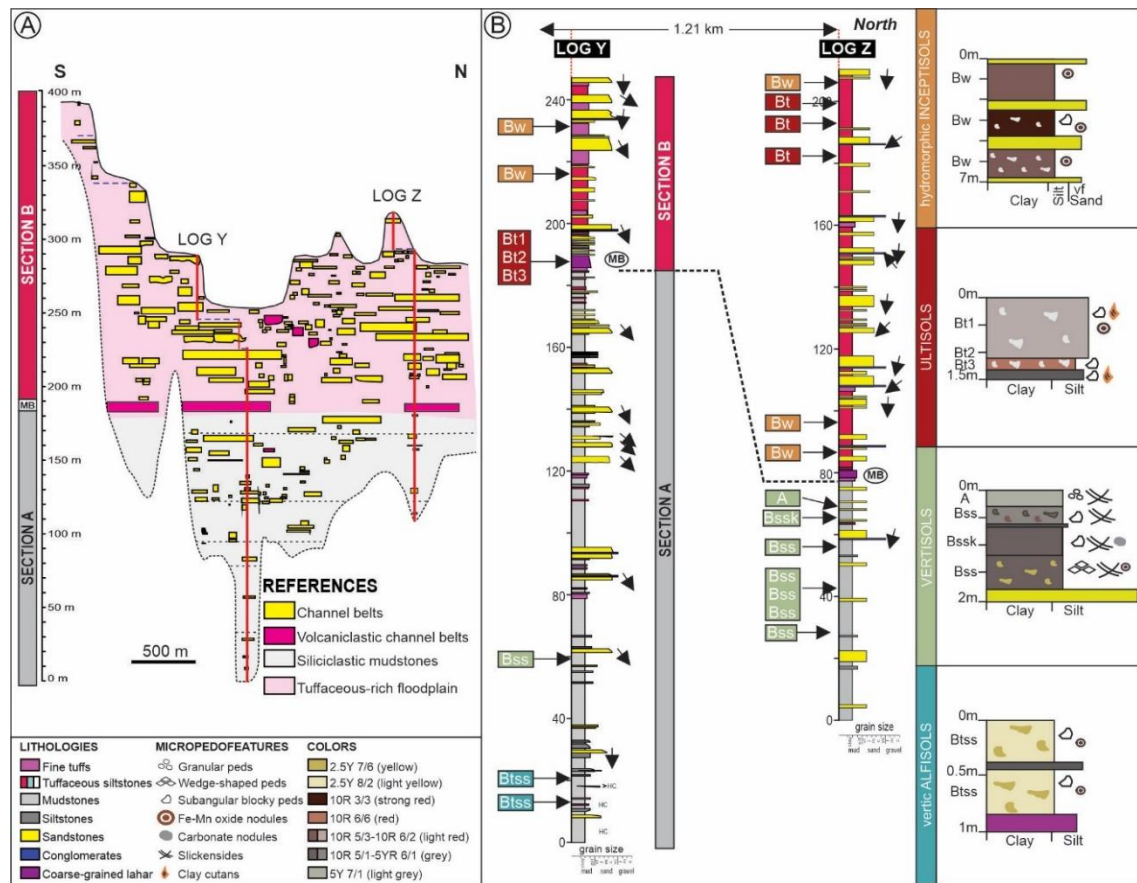 A
S
N
400 m
350 m
300 m
250 m
200 m
150 m
100 m
50 m
0 m
SECTION B
MB
SECTION A
LOG Y
LOG Z
500 m
REFERENCES
Channel belts
Volcaniclastic channel belts
Siliciclastic mudstones
Tuffaceous-rich floodplain
LITHOLOGIES
Fine tuffs
Tuffaceous siltstones
Mudstones
Siltstones
Sandstones
Conglomerates
Coarse-grained lahar
MICROPEDOFEATURES
Granular peds
Wedge-shaped peds
Subangular blocky peds
Fe-Mn oxide nodules
Carbonate nodules
Slickensides
Clay cutans
COLORS
2.5Y 7/6 (yellow)
2.5Y 8/2 (light yellow)
10R 3/3 (strong red)
10R 6/6 (red)
10R 5/3-10R 6/2 (light red)
10R 5/1-5YR 6/1 (grey)
5Y 7/1 (light grey)
B
1.21 km
North
LOG Y
240
200
160
120
80
40
0
Bw
Bw
Bt1
Bt2
Bt3
MB
Bss
Btss
Btss
HC
HC
HC
grain size
mud sand gravel
SECTION B
SECTION A
LOG Z
160
120
80
40
0
Bw
Bt
Bt
Bt
Bw
Bw
MB
A
Bssk
Bss
Bss
Bss
Bss
Bss
grain size
mud sand gravel
hydromorphic INCEPTISOLS
0m
Bw
Bw
Bw
7m
Clay
Silt
vf
Sand
ULTISOLS
0m
Bt1
Bt2
Bt3
1.5m
Clay
Silt
VERTISOLS
0m
A
Bss
Bssk
Bss
2m
Clay
Silt
vertic ALFISOLS
0m
Btss
0.5m
Btss
1m
Clay
Silt